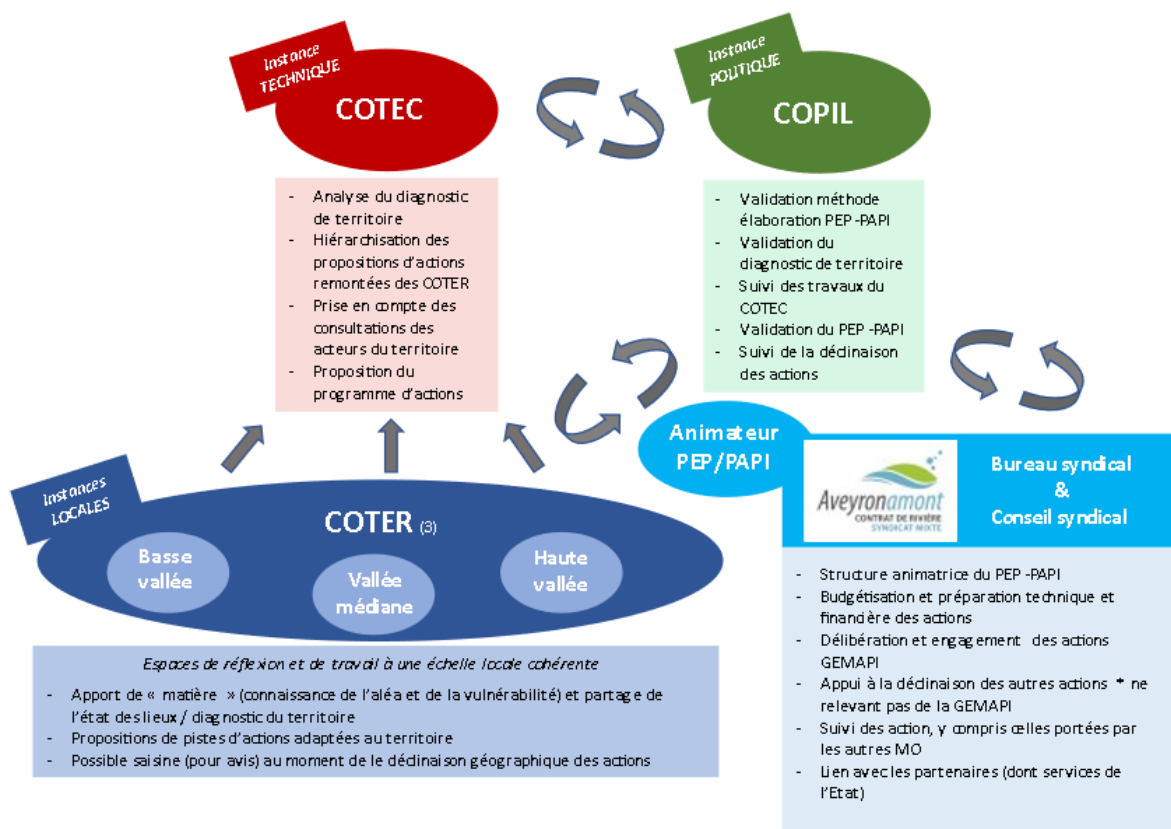 Instance
TECHNIQUE
COTEC
Instance
POLITIQUE
COPIL
- Analyse du diagnostic
de territoire
- Hiérarchisation des
propositions d'actions
remontées des COTER
- Prise en compte des
consultations des
acteurs du territoire
- Proposition du
programme d'actions
- Validation méthode
élaboration PEP -PAPI
- Validation du
diagnostic de territoire
- Suivi des travaux du
COTEC
- Validation du PEP -PAPI
- Suivi de la déclinaison
des actions
Animateur
PEP/PAPI
Aveyronamont
CONTRAT DE RIVIÈRE
SYNDICAT MIXTE
Bureau syndical
&
Conseil syndical
- Structure animatrice du PEP -PAPI
- Budgétisation et préparation technique et
financière des actions
- Délibération et engagement des actions
GEMAPI
- Appui à la déclinaison des autres actions * ne
relevant pas de la GEMAPI
- Suivi des action, y compris celles portées par
les autres MO
- Lien avec les partenaires (dont services de
l'Etat)
Instances
LOCALES
COTER (3)
Basse
vallée
Vallée
médiane
Haute
vallée
Espaces de réflexion et de travail à une échelle locale cohérente
- Apport de « matière » (connaissance de l'aléa et de la vulnérabilité) et partage de
l'état des lieux / diagnostic du territoire
- Propositions de pistes d'actions adaptées au territoire
- Possible saisine (pour avis) au moment de le déclinaison géographique des actions